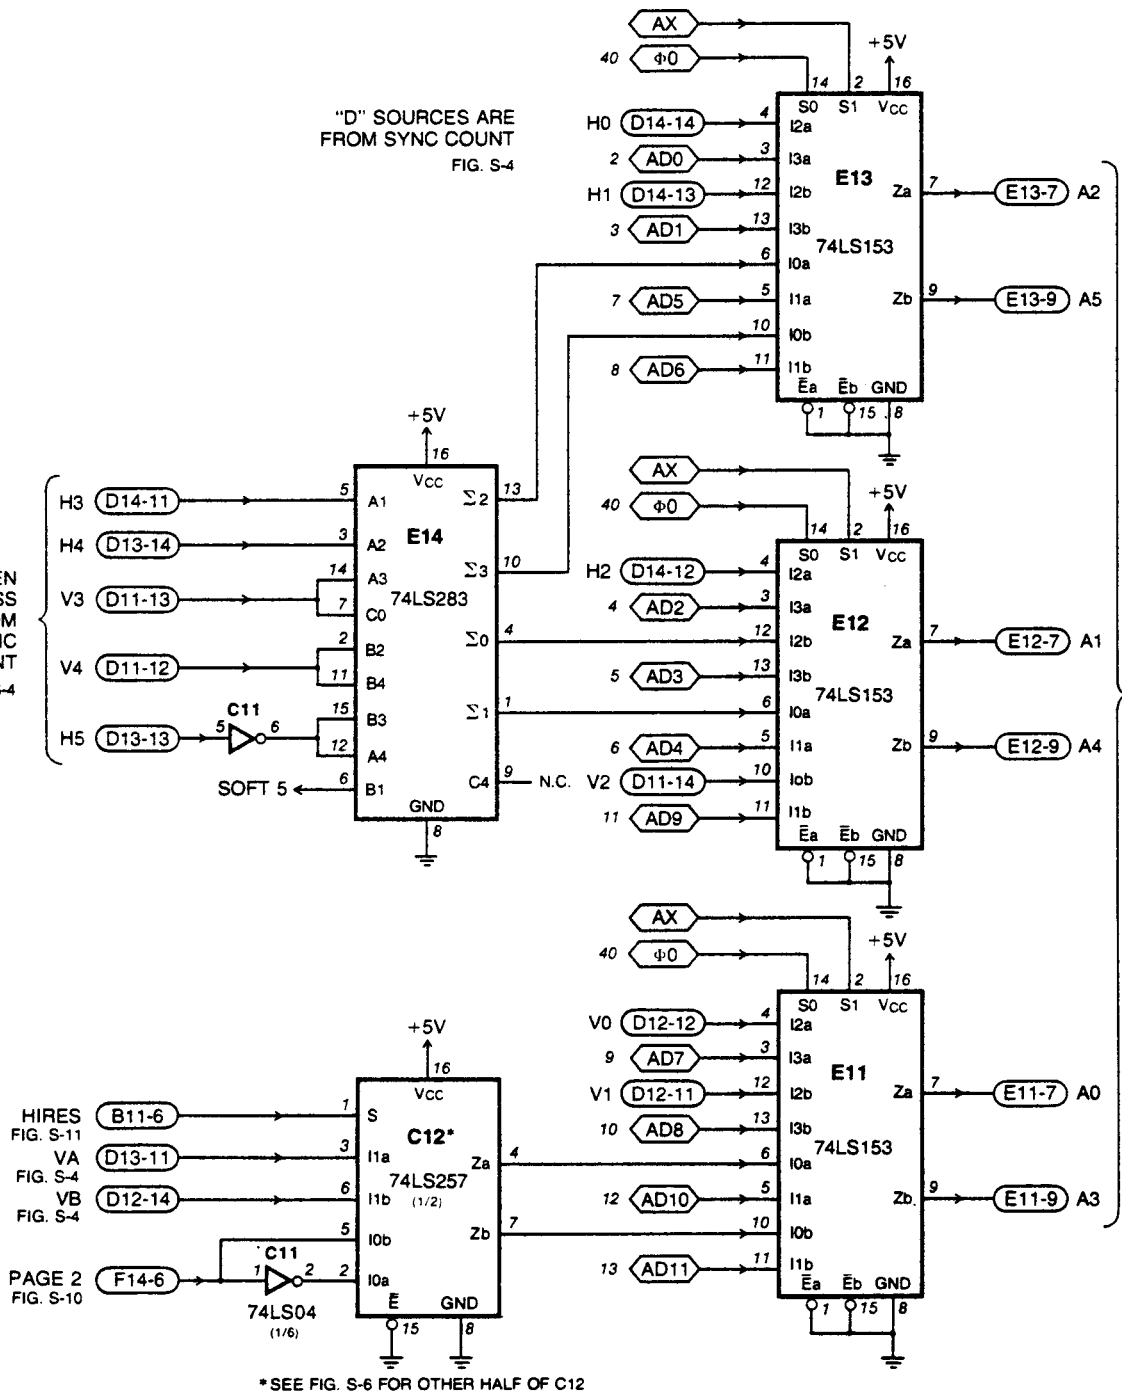 AX
40 Φ0
+5V
14 2 16
S0 S1 VCC
"D" SOURCES ARE
FROM SYNC COUNT
FIG. S-4
H0 D14-14 4 I2a
2 AD0 3 I3a
H1 D14-13 12 I2b
3 AD1 13 I3b
6 I0a
7 AD5 5 I1a
10 I0b
8 AD6 11 I1b
E13
74LS153
Za 7 E13-7 A2
Zb 9 E13-9 A5
Ea Eb GND
1 15 8
+5V
16
VCC
H3 D14-11 5 A1
H4 D13-14 3 A2
14 A3
V3 D11-13
7 C0
2 B2
V4 D11-12
11 B4
C11
15 B3
H5 D13-13 5 6
12 A4
SOFT 5 6 B1
E14
74LS283
Σ2 13
Σ3 10
Σ0 4
Σ1 1
C4 9 N.C.
GND
8
EN
SS
OM
NC
NT
S-4
AX
40 Φ0
+5V
14 2 16
S0 S1 VCC
H2 D14-12 4 I2a
4 AD2 3 I3a
12 I2b
5 AD3 13 I3b
6 I0a
6 AD4 5 I1a
V2 D11-14 10 I0b
11 AD9 11 I1b
E12
74LS153
Za 7 E12-7 A1
Zb 9 E12-9 A4
Ea Eb GND
1 15 8
AX
40 Φ0
+5V
14 2 16
S0 S1 VCC
V0 D12-12 4 I2a
9 AD7 3 I3a
V1 D12-11 12 I2b
10 AD8 13 I3b
6 I0a
12 AD10 5 I1a
10 I0b
13 AD11 11 I1b
E11
74LS153
Za 7 E11-7 A0
Zb 9 E11-9 A3
Ea Eb GND
1 15 8
+5V
16
VCC
HIRES B11-6 1 S
FIG. S-11
VA D13-11 3 I1a
FIG. S-4
VB D12-14 6 I1b
FIG. S-4
5 I0b
C11
PAGE 2 F14-6 1 2 2 I0a
FIG. S-10
74LS04
(1/6)
C12*
74LS257
(1/2)
Za 4
Zb 7
E GND
15 8
*SEE FIG. S-6 FOR OTHER HALF OF C12